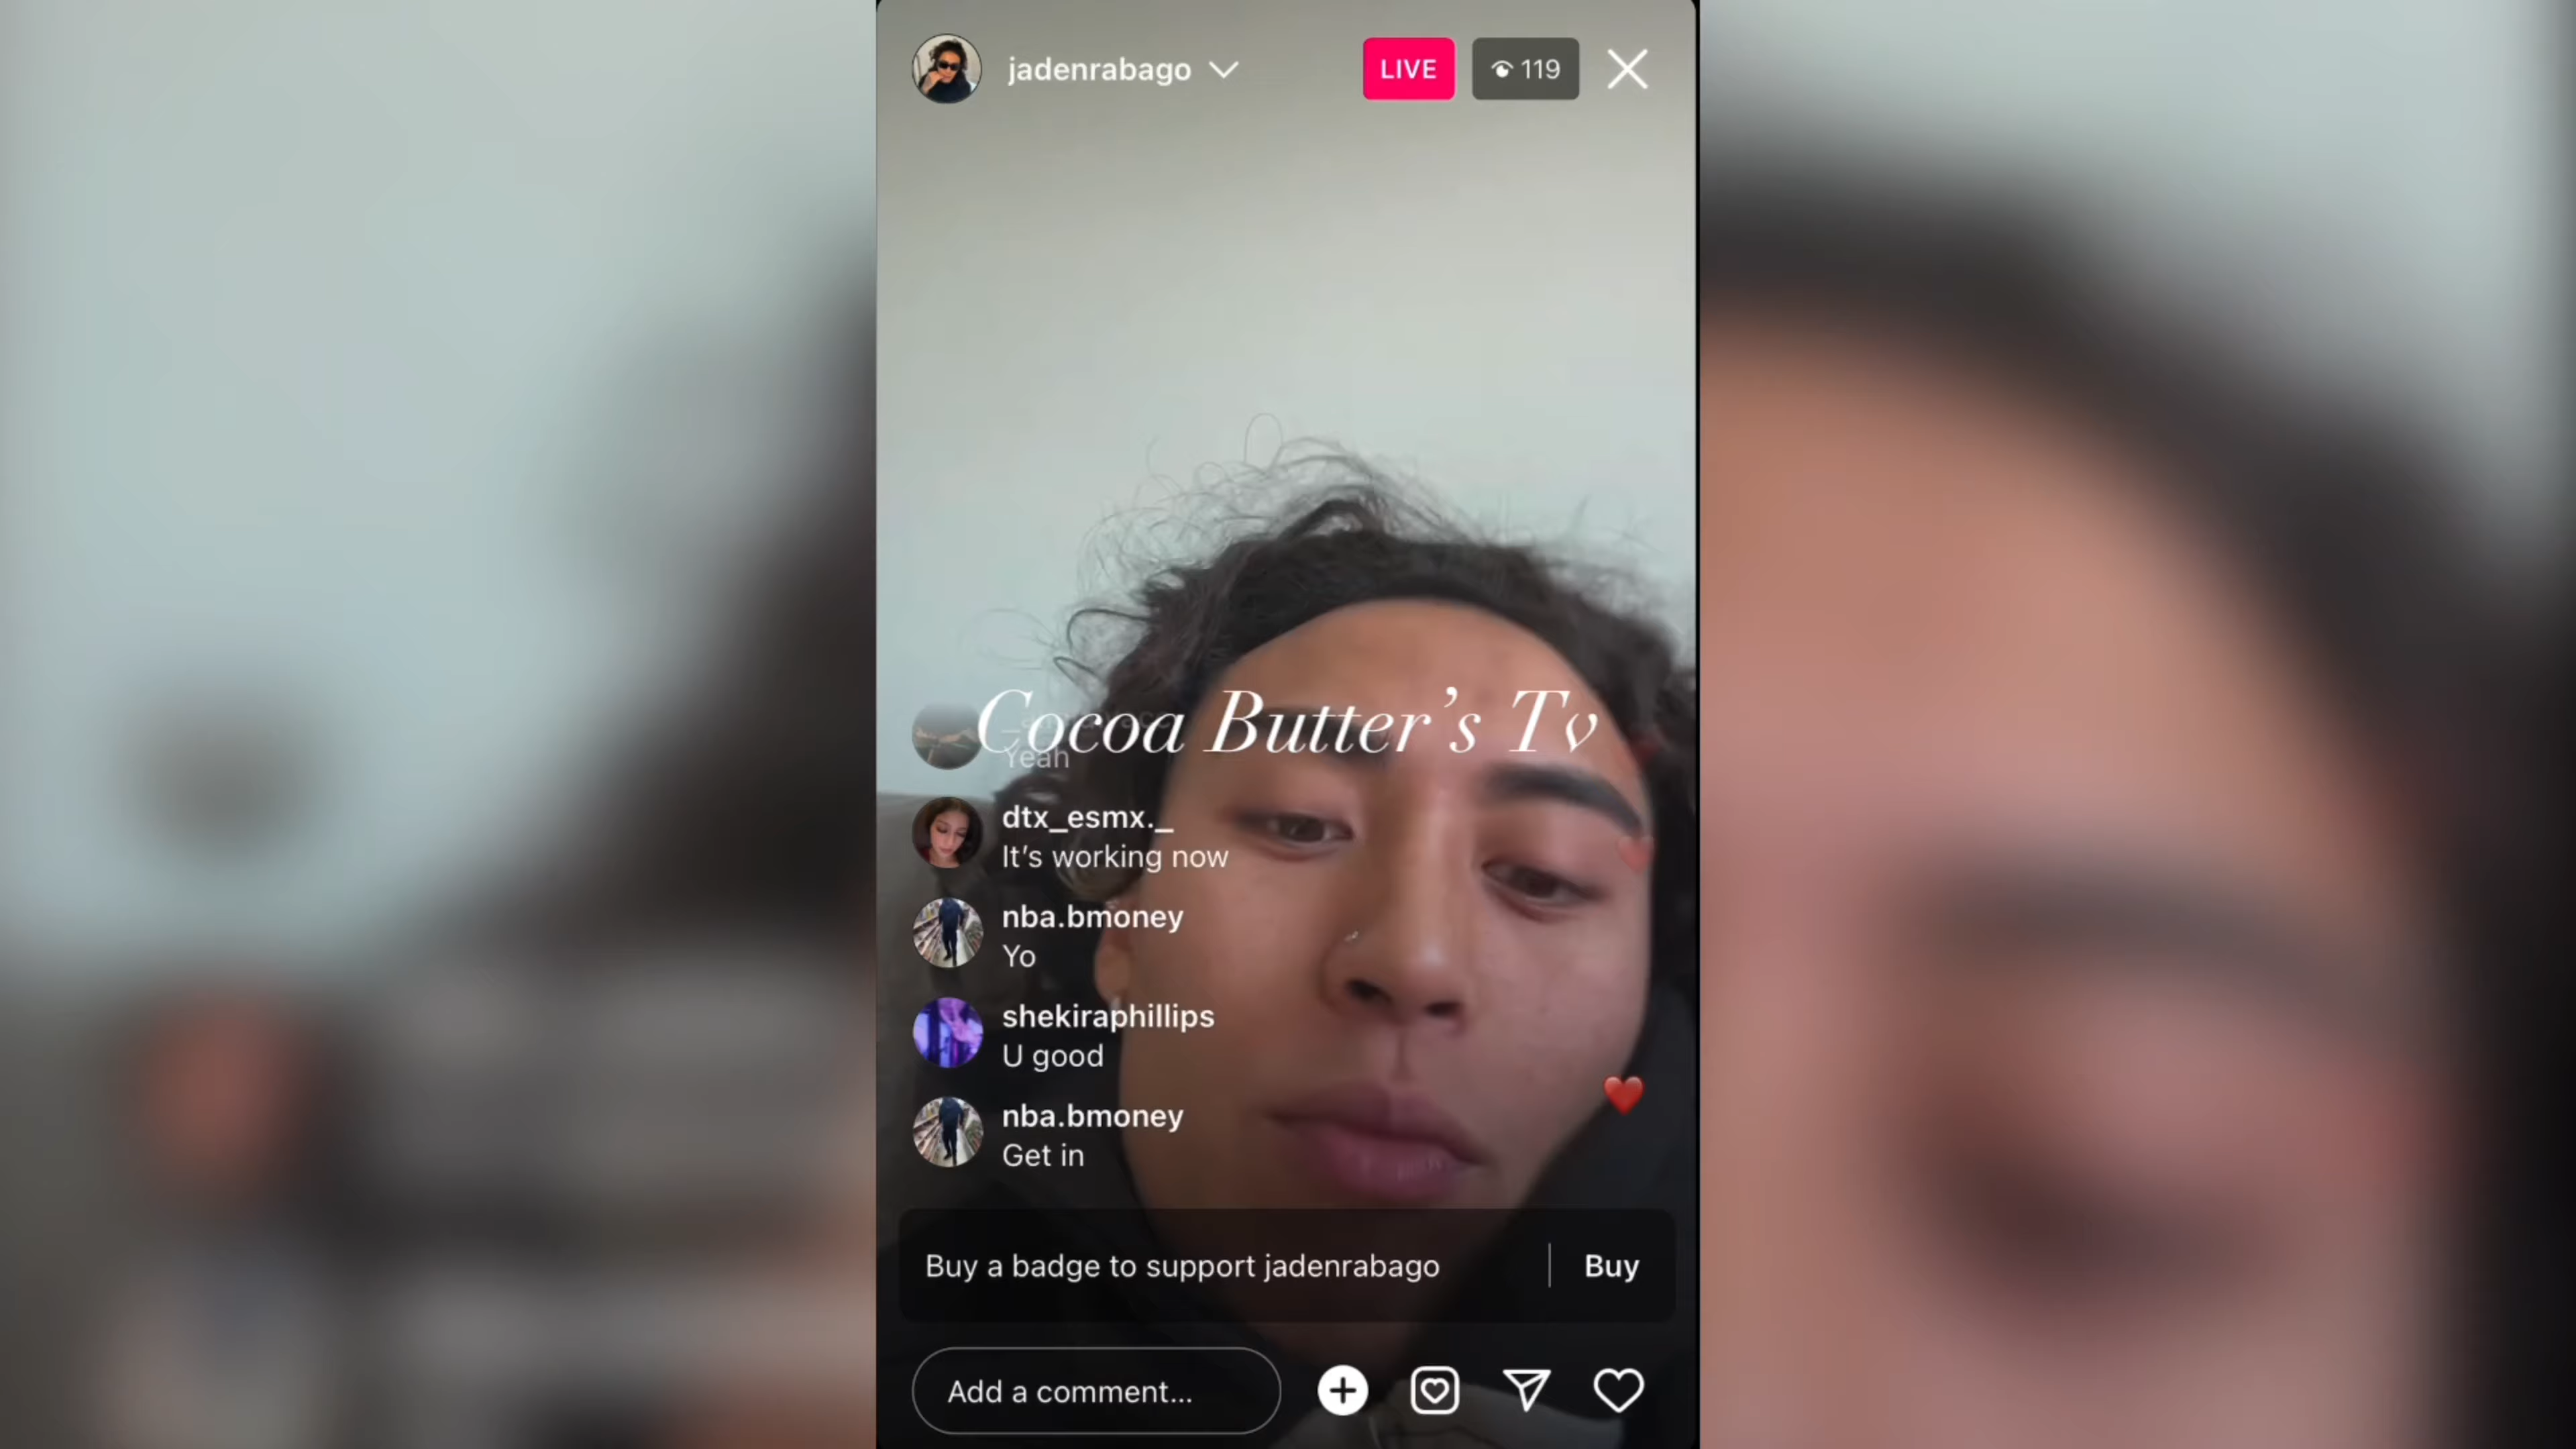 jadenrabago
LIVE
119
Cocoa Butter’s Tv
Yeah
dtx_esmx._
It’s working now
nba.bmoney
Yo
shekiraphillips
U good
nba.bmoney
Get in
Buy a badge to support jadenrabago
Buy
Add a comment...